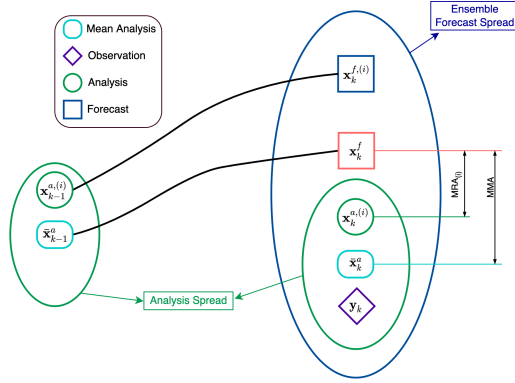 Mean Analysis
Observation
Analysis
Forecast
Ensemble
Forecast Spread
x_k^{f,(i)}
x_k^f
x_{k-1}^{a,(i)}
x̄_{k-1}^a
x_k^{a,(i)}
x̄_k^a
y_k
MRA_(i)
MMA
Analysis Spread